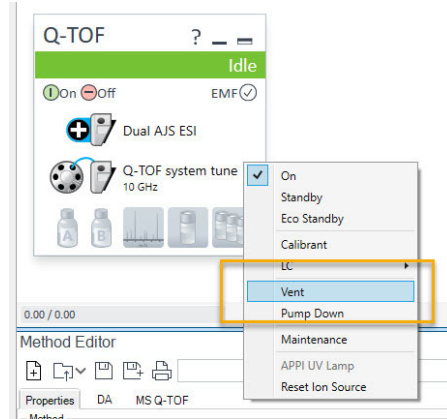 Q-TOF ?
Idle
On Off EMF
Dual AJS ESI
Q-TOF system tune
10 GHz
A B
On
Standby
Eco Standby
Calibrant
LC
Vent
Pump Down
Maintenance
APPI UV Lamp
Reset Ion Source
0.00 / 0.00
Method Editor
Properties DA MS Q-TOF
Method